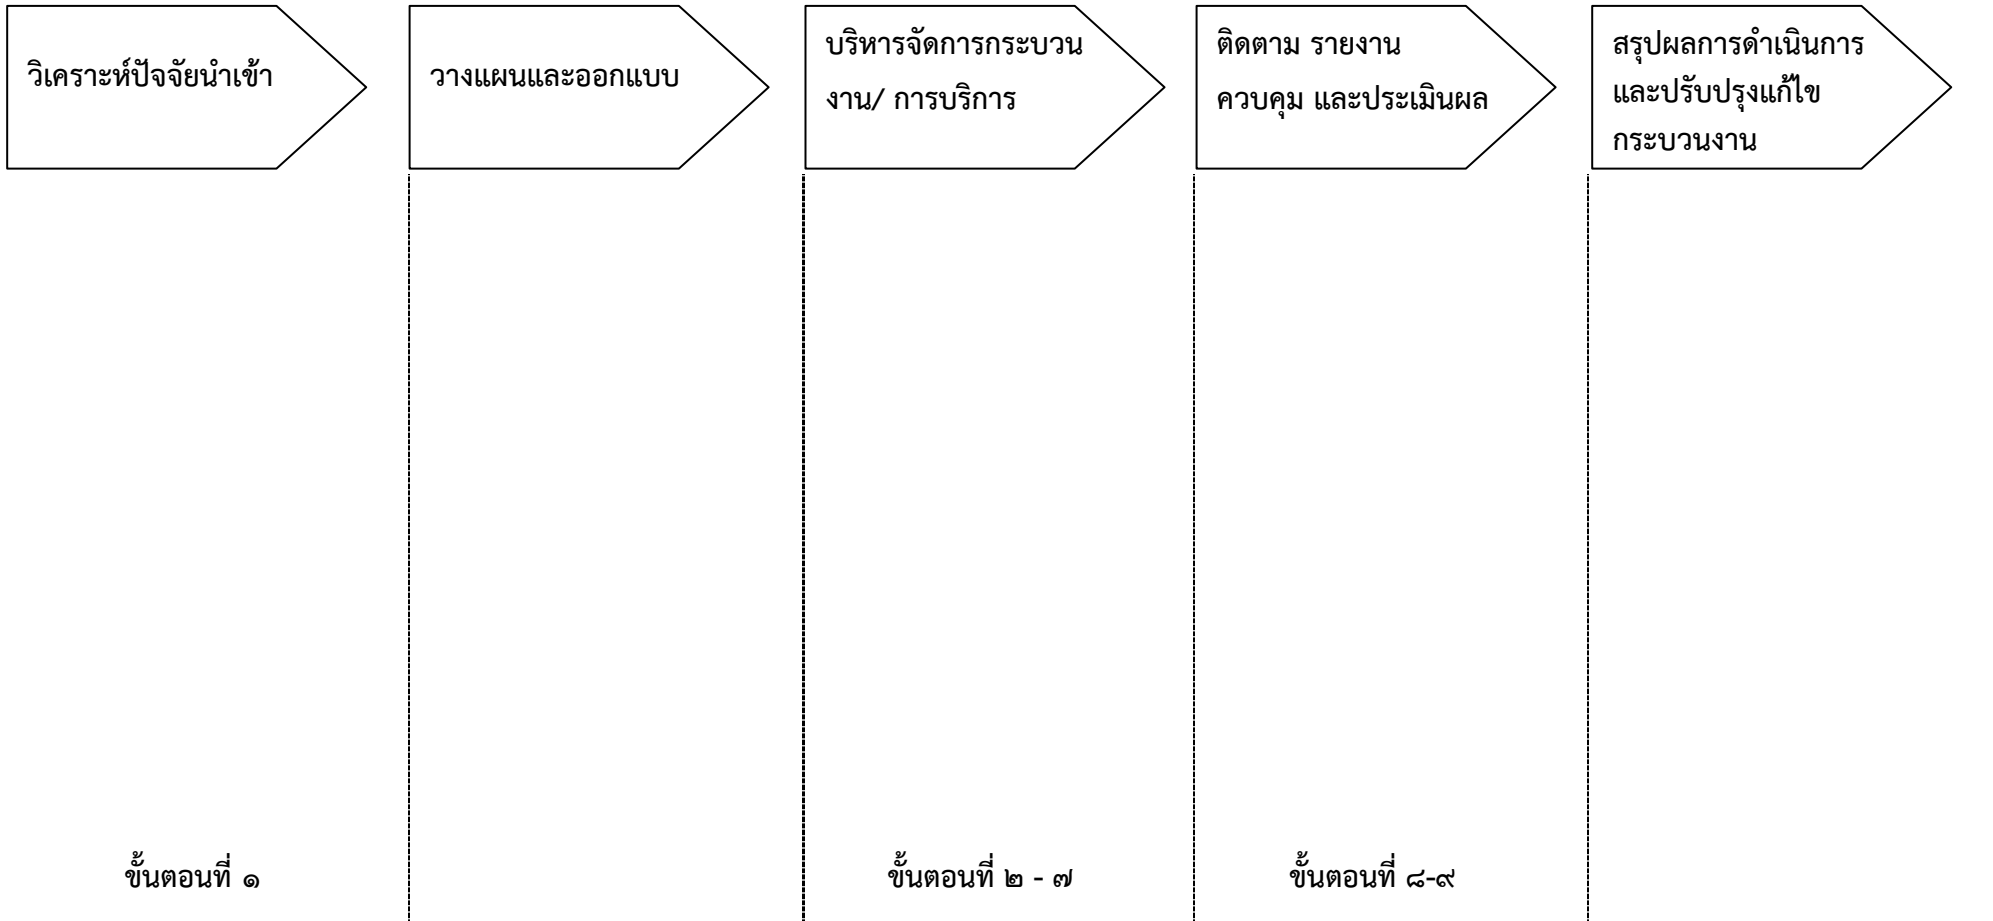 วิเคราะห์ปัจจัยนำเข้า
วางแผนและออกแบบ
บริหารจัดการกระบวน
งาน/ การบริการ
ติดตาม รายงาน
ควบคุม และประเมินผล
สรุปผลการดำเนินการ
และปรับปรุงแก้ไข
กระบวนงาน
ขั้นตอนที่ ๑
ขั้นตอนที่ ๒ - ๗
ขั้นตอนที่ ๘-๙